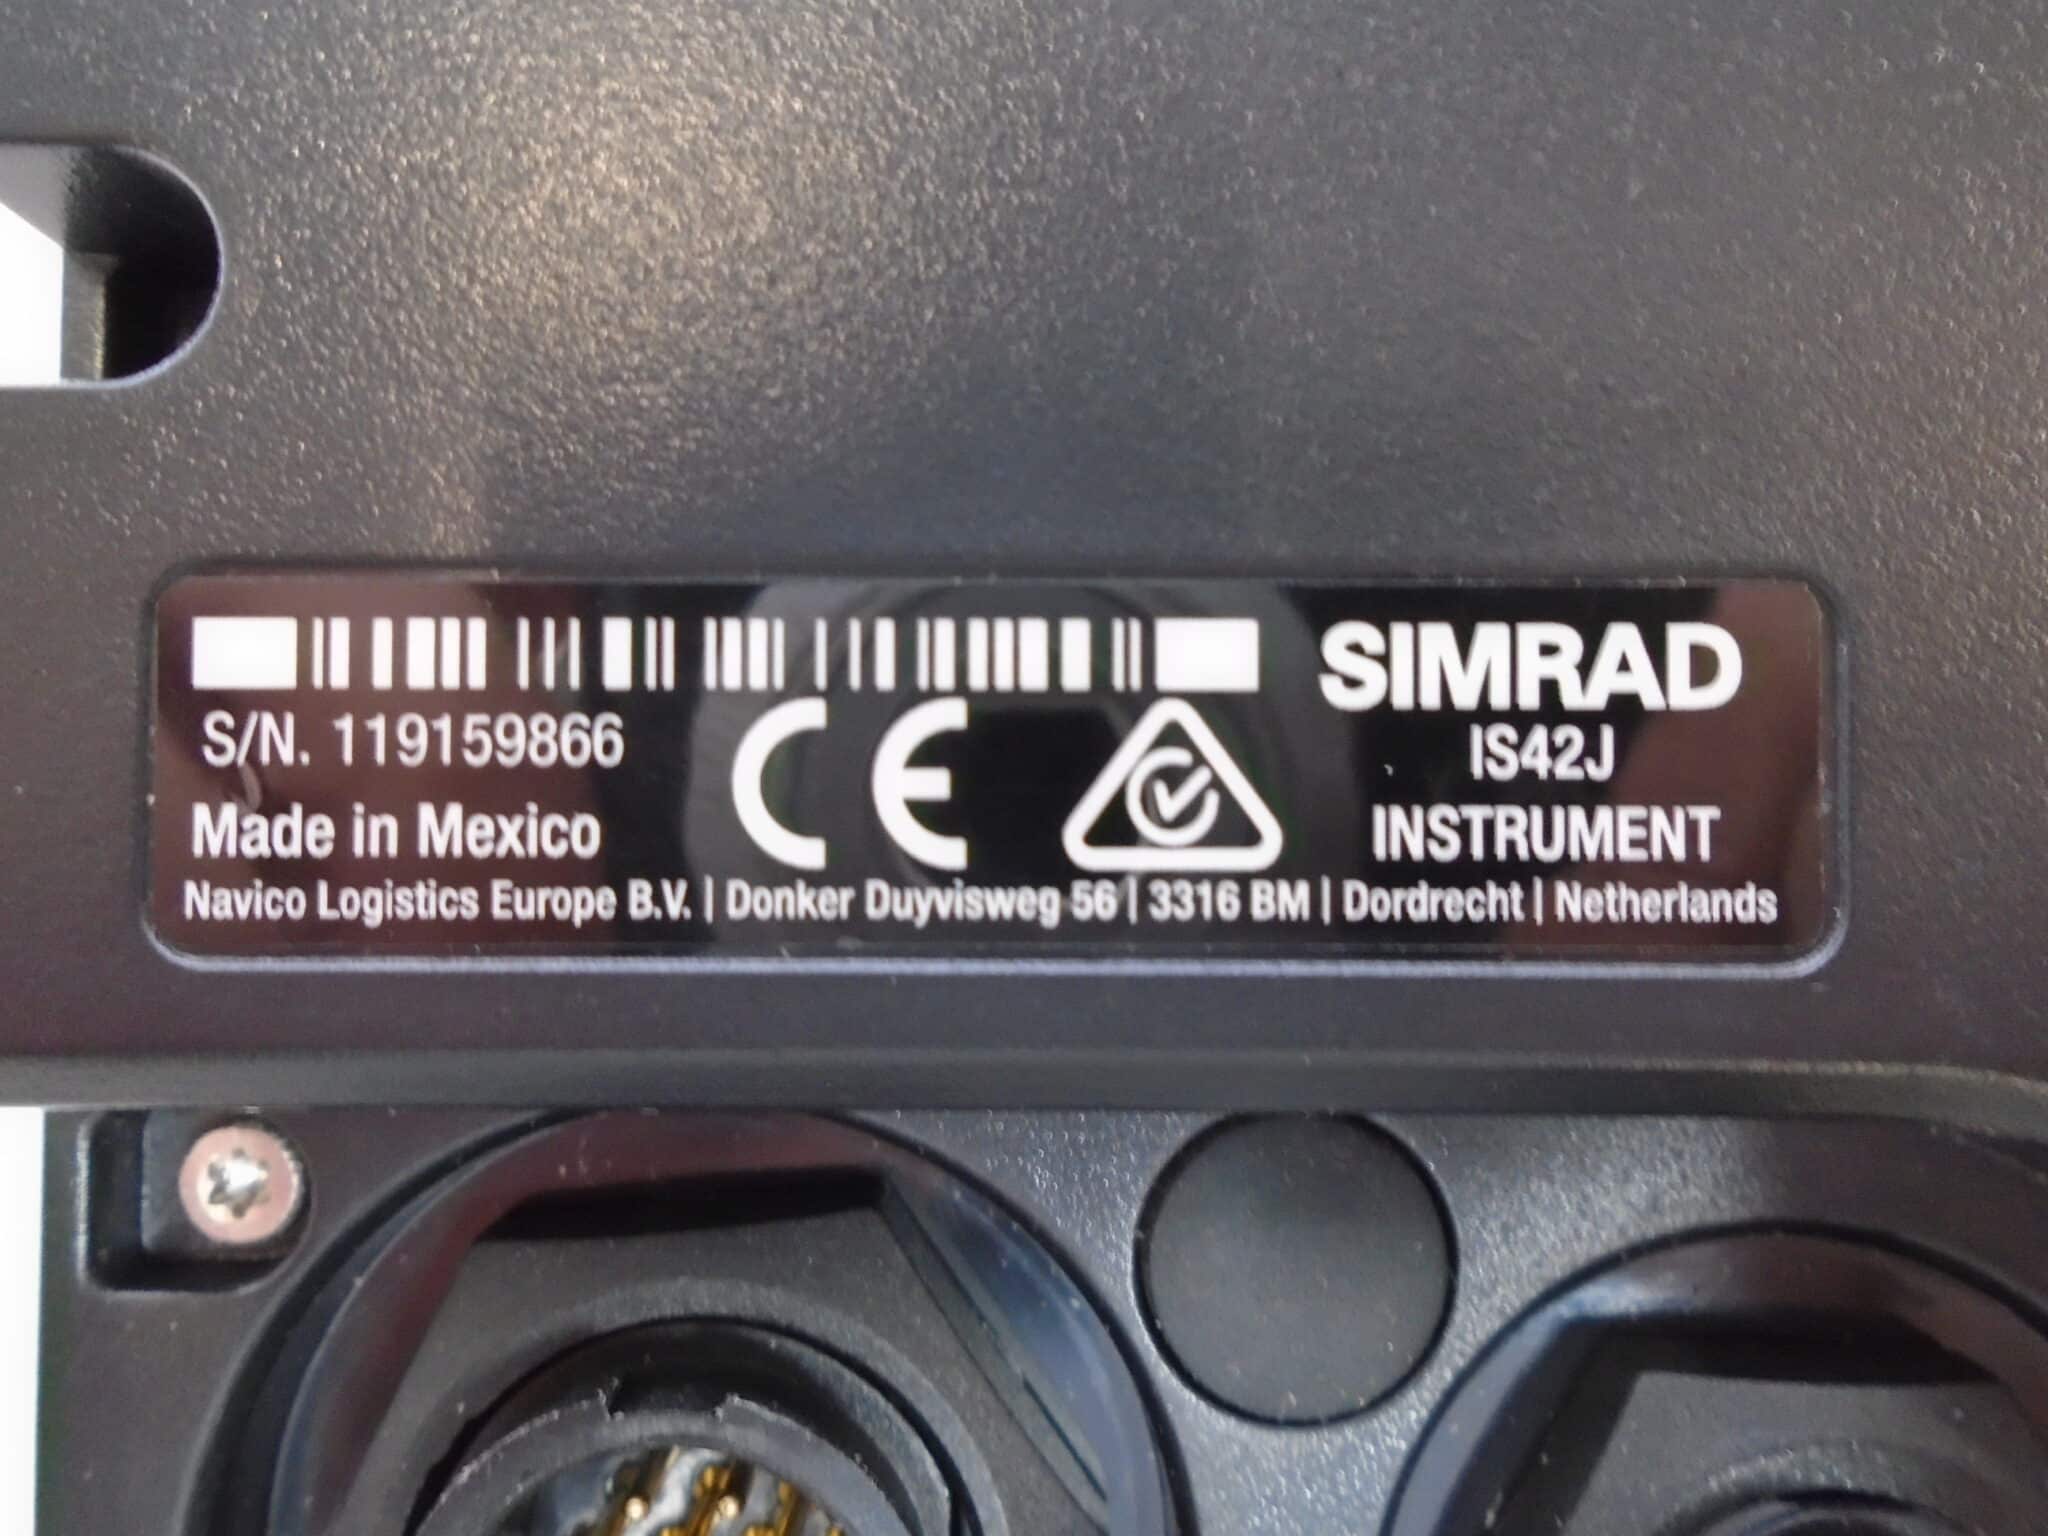 SIMRAD
S/N. 119159866
IS42J
Made in Mexico
INSTRUMENT
Navico Logistics Europe B.V. | Donker Duyvisweg 56 | 3316 BM | Dordrecht | Netherlands